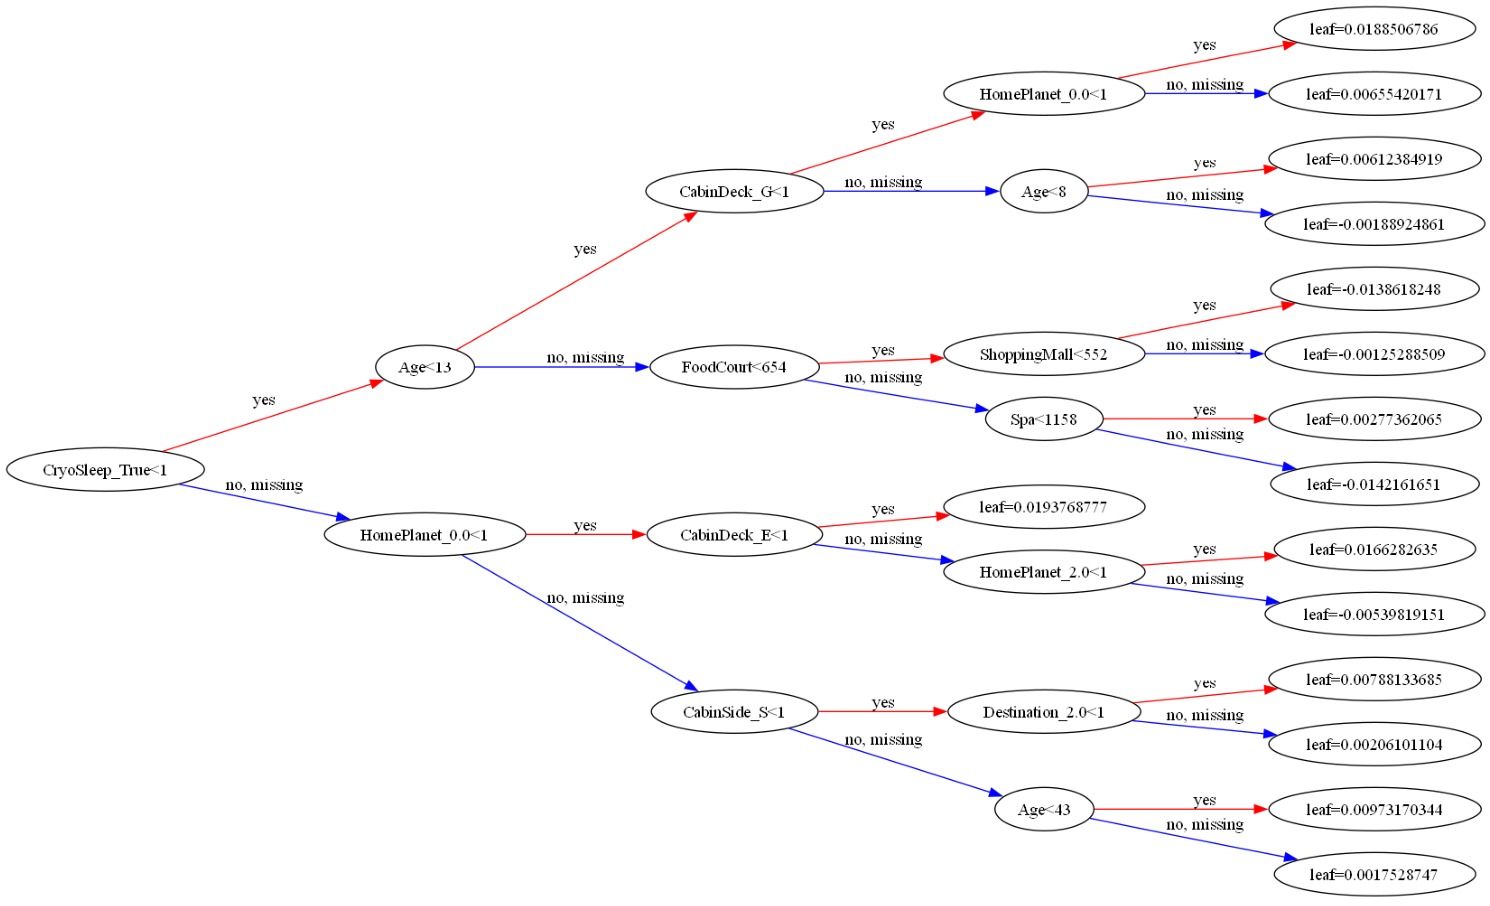 leaf=0.0188506786
yes
HomePlanet_0.0<1
no, missing
leaf=0.00655420171
yes
leaf=0.00612384919
yes
CabinDeck_G<1
no, missing
Age<8
no, missing
leaf=-0.00188924861
yes
leaf=-0.0138618248
yes
ShoppingMall<552
no, missing
leaf=-0.00125288509
yes
Age<13
no, missing
FoodCourt<654
no, missing
yes
leaf=0.00277362065
Spa<1158
no, missing
leaf=-0.0142161651
yes
CryoSleep_True<1
no, missing
yes
leaf=0.0193768777
HomePlanet_0.0<1
yes
CabinDeck_E<1
no, missing
yes
leaf=0.0166282635
HomePlanet_2.0<1
no, missing
leaf=-0.00539819151
no, missing
yes
leaf=0.00788133685
CabinSide_S<1
yes
Destination_2.0<1
no, missing
leaf=0.00206101104
no, missing
yes
leaf=0.00973170344
Age<43
no, missing
leaf=0.0017528747